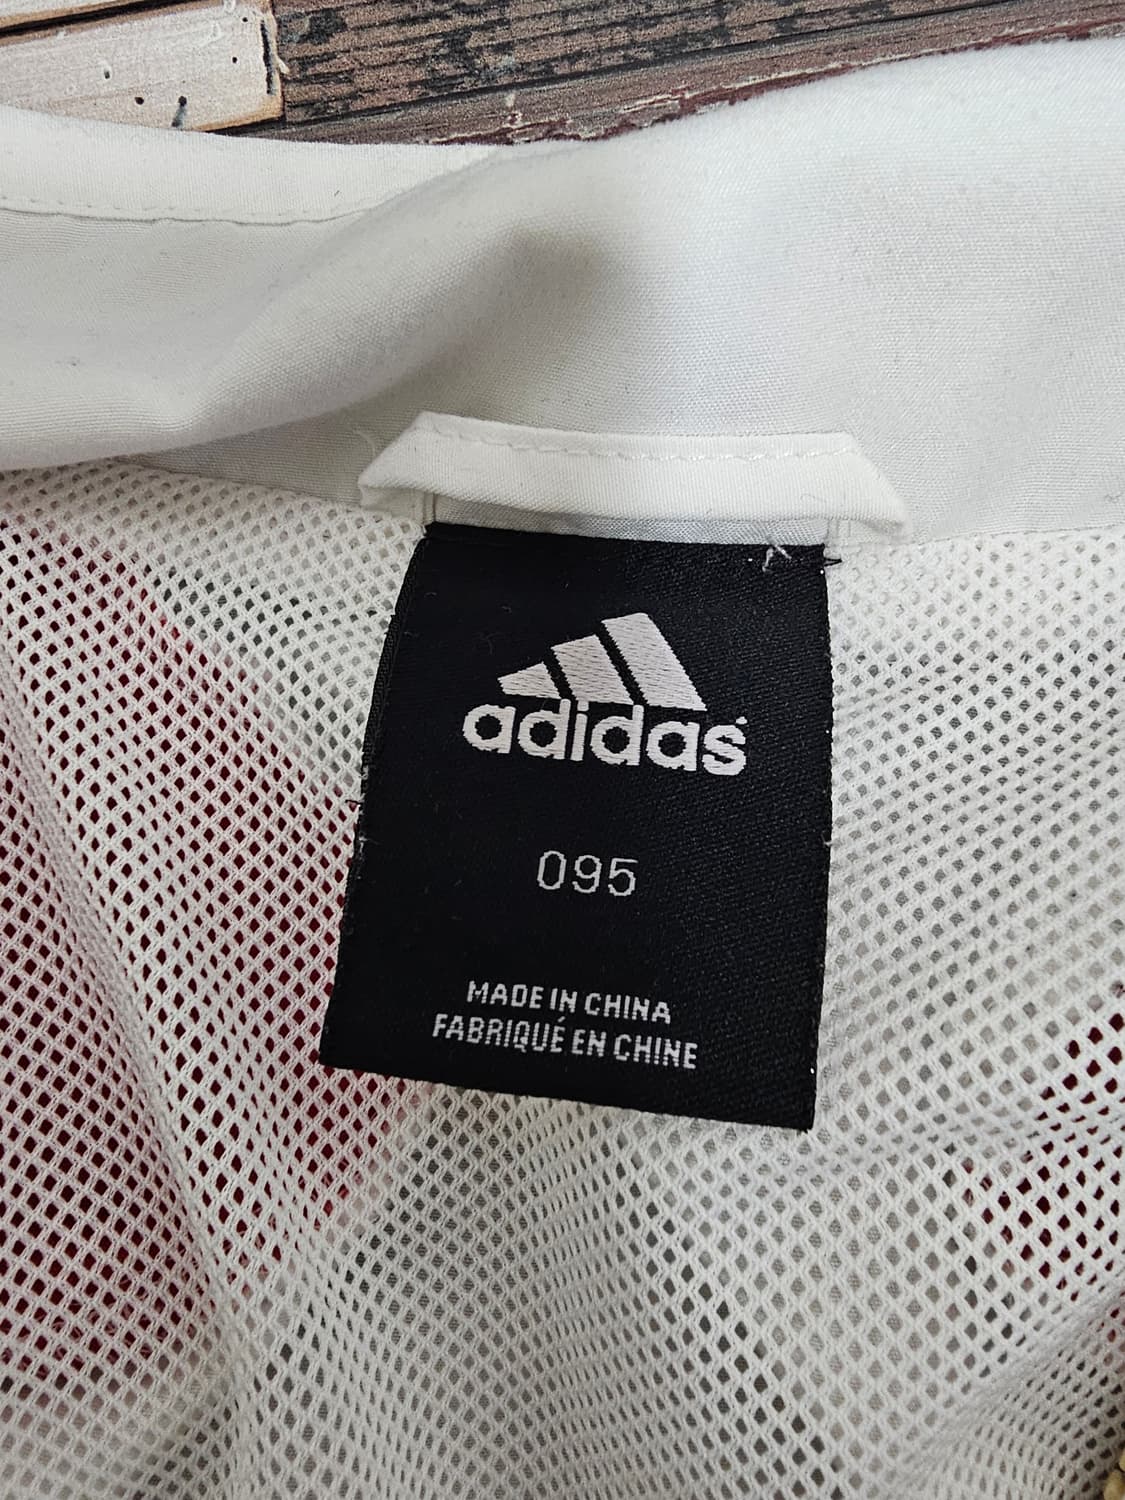 adidas
095
MADE IN CHINA
FABRIQUÉ EN CHINE